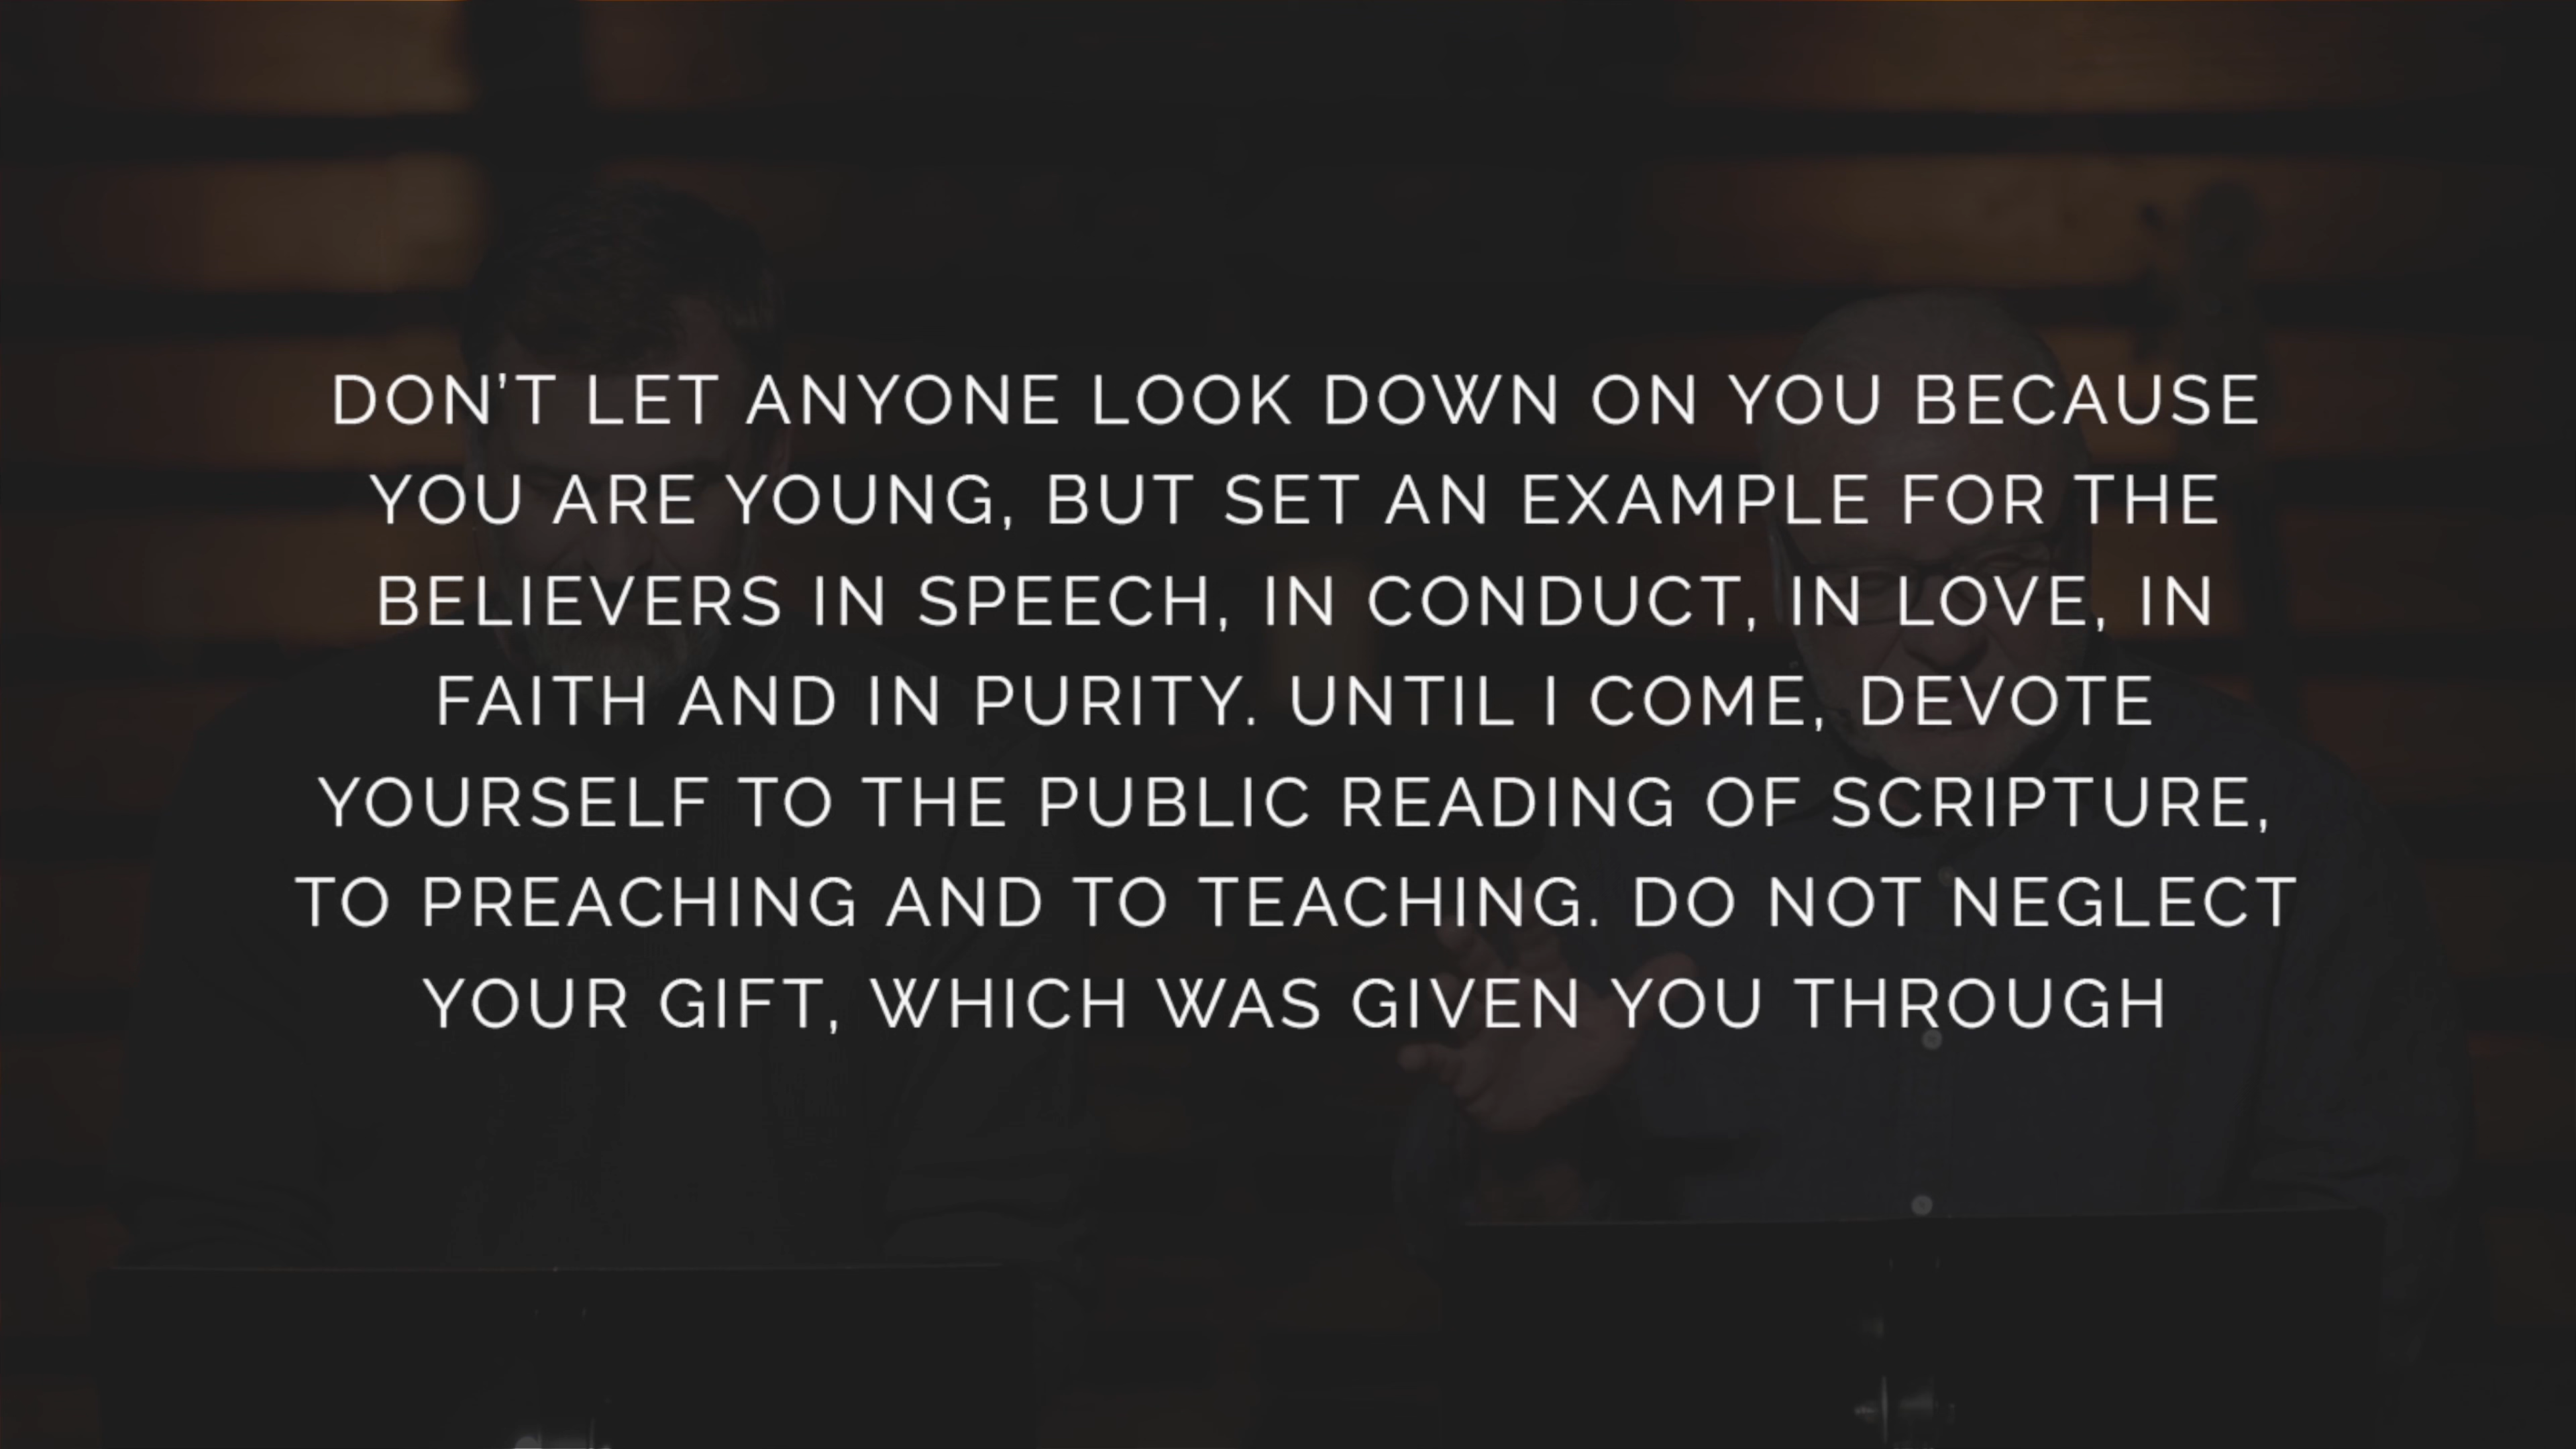 DON’T LET ANYONE LOOK DOWN ON YOU BECAUSE
YOU ARE YOUNG, BUT SET AN EXAMPLE FOR THE
BELIEVERS IN SPEECH, IN CONDUCT, IN LOVE, IN
FAITH AND IN PURITY. UNTIL I COME, DEVOTE
YOURSELF TO THE PUBLIC READING OF SCRIPTURE,
TO PREACHING AND TO TEACHING. DO NOT NEGLECT
YOUR GIFT, WHICH WAS GIVEN YOU THROUGH